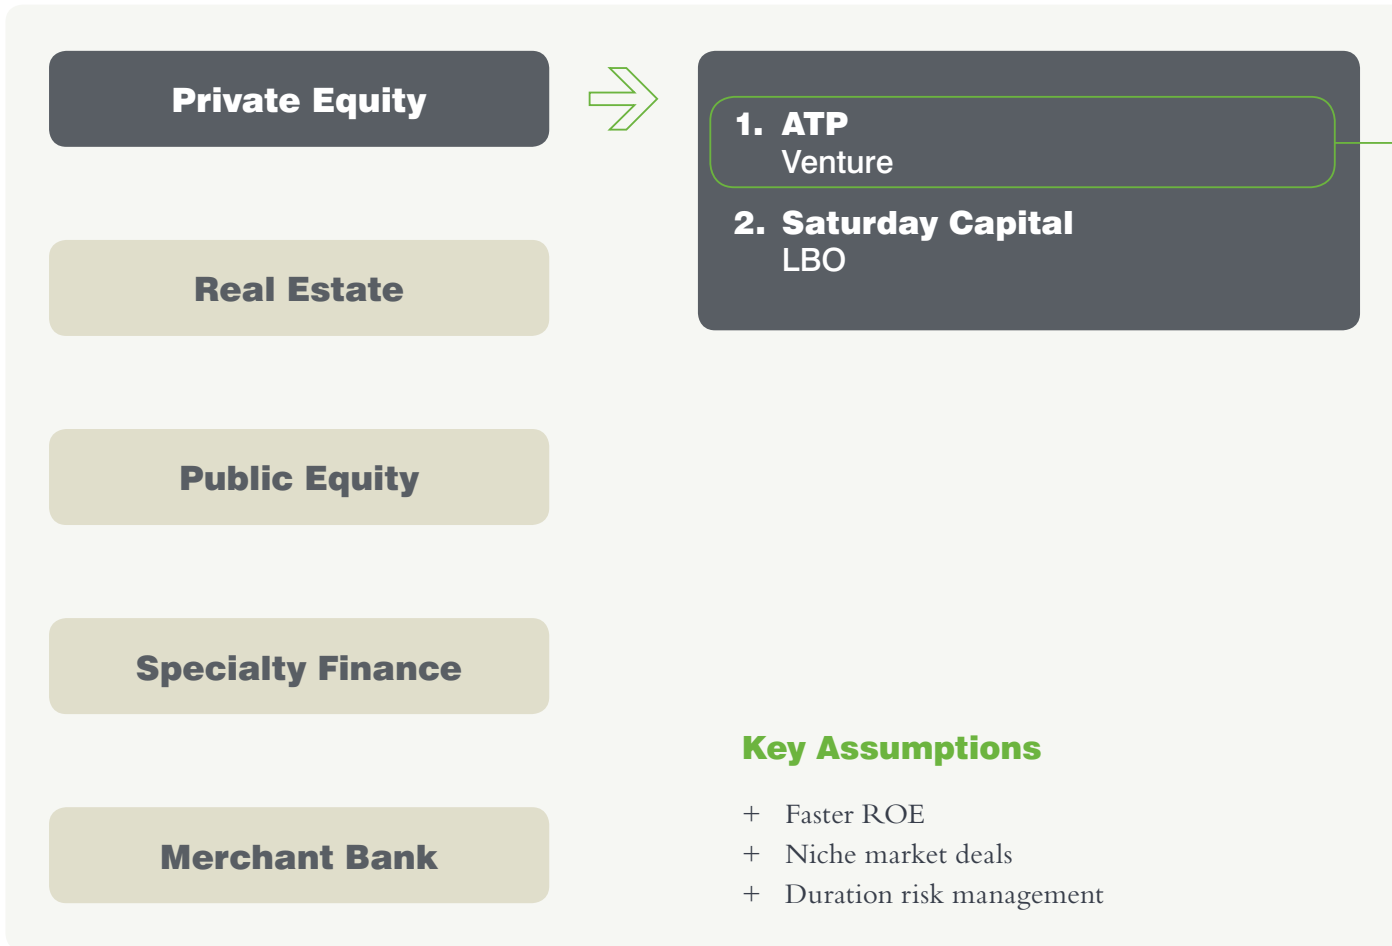 Private Equity
1. ATP
Venture
2. Saturday Capital
LBO
Real Estate
Public Equity
Specialty Finance
Merchant Bank
Key Assumptions
+ Faster ROE
+ Niche market deals
+ Duration risk management